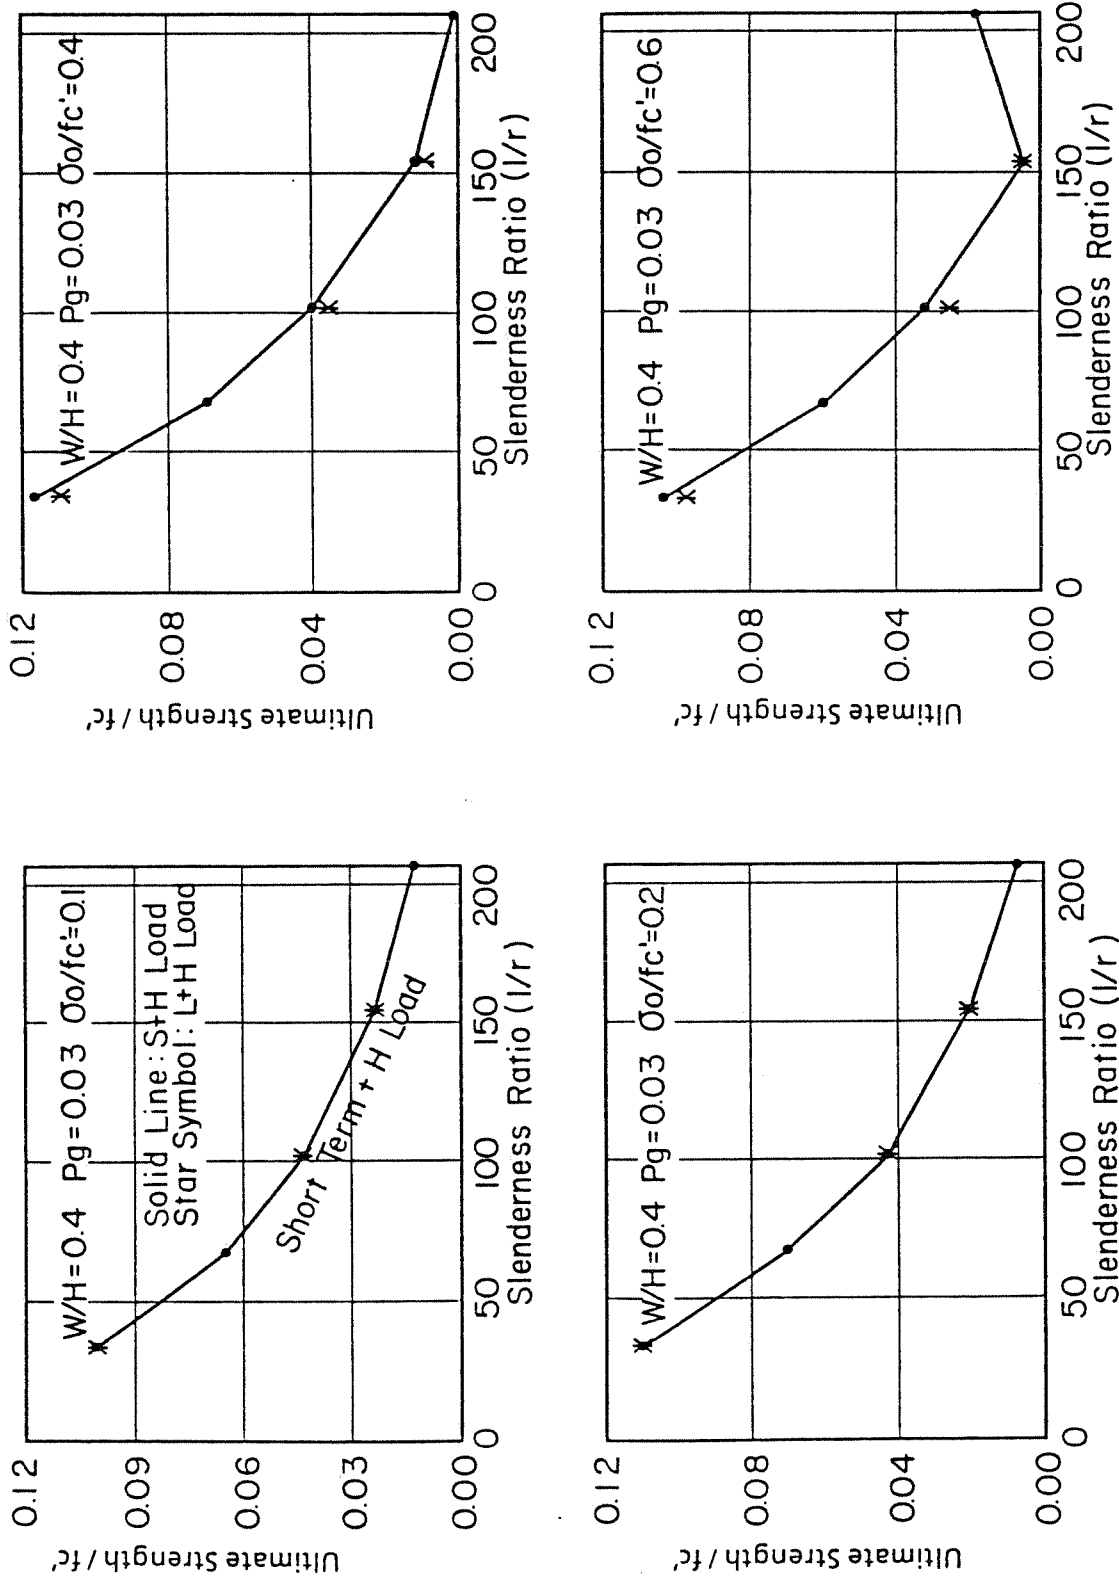 W/H=0.4 Pg=0.03 σo/fc'=0.1
Solid Line: S+H Load
Star Symbol: L+H Load
Short Term + H Load
0.12
0.09
0.06
0.03
0.00
Ultimate Strength / fc'
0 50 100 150 200
Slenderness Ratio (l/r)
W/H=0.4 Pg=0.03 σo/fc'=0.4
0.12
0.08
0.04
0.00
Ultimate Strength / fc'
0 50 100 150 200
Slenderness Ratio (l/r)
W/H=0.4 Pg=0.03 σo/fc'=0.2
0.12
0.08
0.04
0.00
Ultimate Strength / fc'
0 50 100 150 200
Slenderness Ratio (l/r)
W/H=0.4 Pg=0.03 σo/fc'=0.6
0.12
0.08
0.04
0.00
Ultimate Strength / fc'
0 50 100 150 200
Slenderness Ratio (l/r)